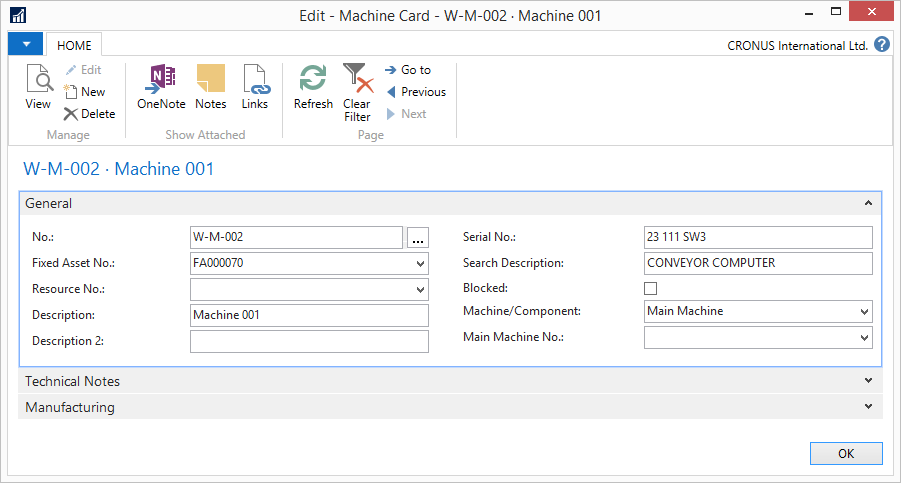 Edit - Machine Card - W-M-002 · Machine 001
HOME
CRONUS International Ltd.
View
Edit
New
Delete
Manage
OneNote
Notes
Links
Show Attached
Refresh
Clear
Filter
Go to
Previous
Next
Page
W-M-002 · Machine 001
General
No.: W-M-002 ...
Fixed Asset No.: FA000070
Resource No.:
Description: Machine 001
Description 2:
Serial No.: 23 111 SW3
Search Description: CONVEYOR COMPUTER
Blocked:
Machine/Component: Main Machine
Main Machine No.:
Technical Notes
Manufacturing
OK